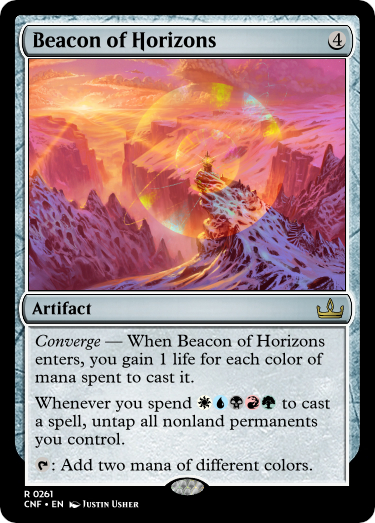 Beacon of Horizons 4
Artifact
Converge — When Beacon of Horizons
enters, you gain 1 life for each color of
mana spent to cast it.
Whenever you spend to cast
a spell, untap all nonland permanents
you control.
: Add two mana of different colors.
R 0261
CNF • EN Justin Usher